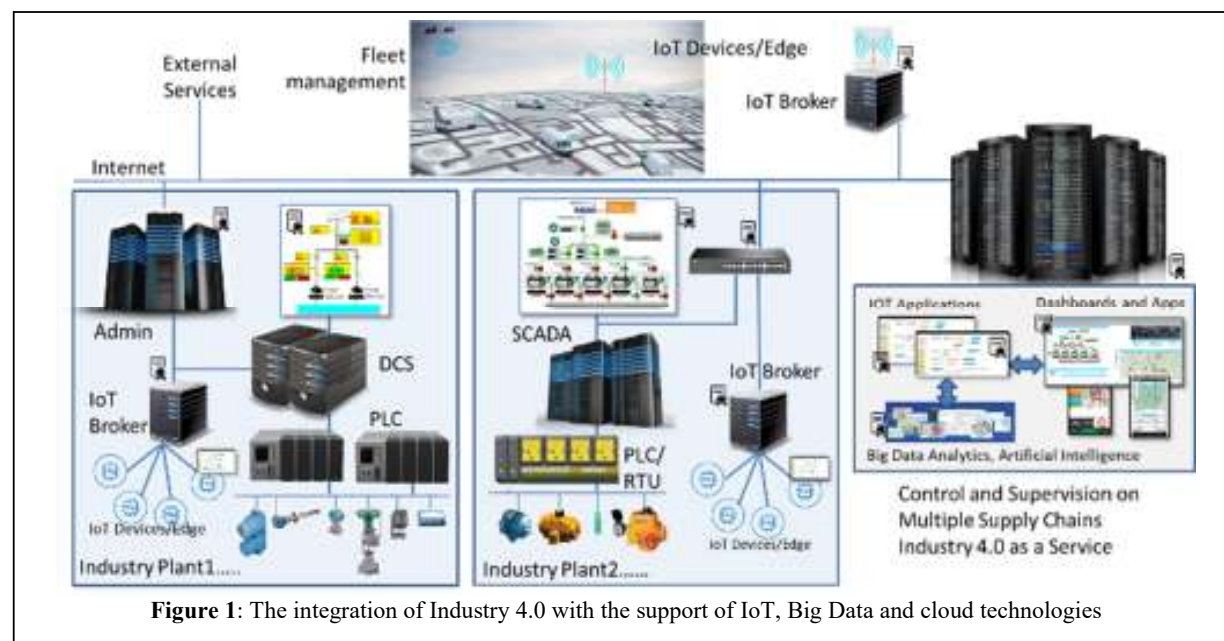 External
Services
Fleet
management
IoT Devices/Edge
IoT Broker
Internet
Admin
DCS
IoT
Broker
PLC
IoT Devices/Edge
Industry Plant1.....
SCADA
IoT Broker
PLC/
RTU
IoT Devices/Edge
Industry Plant2......
IOT Applications
Dashboards and Apps
Big Data Analytics, Artificial Intelligence
Control and Supervision on
Multiple Supply Chains
Industry 4.0 as a Service
Figure 1: The integration of Industry 4.0 with the support of IoT, Big Data and cloud technologies